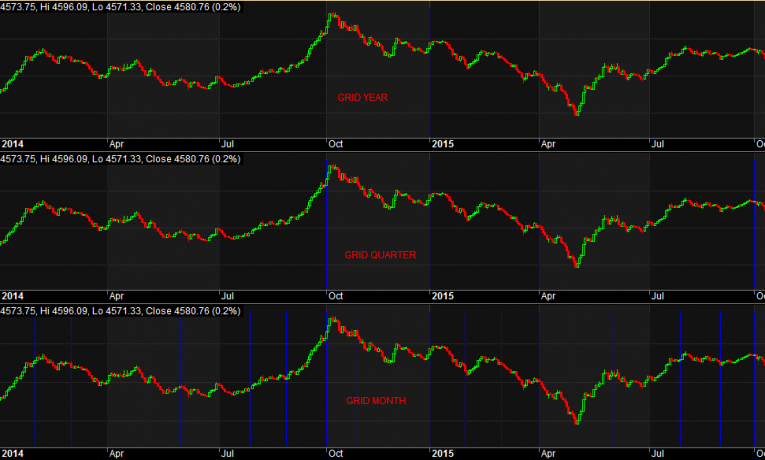 4573.75, Hi 4596.09, Lo 4571.33, Close 4580.76 (0.2%)
GRID YEAR
2014 Apr Jul Oct 2015 Apr Jul
4573.75, Hi 4596.09, Lo 4571.33, Close 4580.76 (0.2%)
GRID QUARTER
2014 Apr Jul Oct 2015 Apr Jul
4573.75, Hi 4596.09, Lo 4571.33, Close 4580.76 (0.2%)
GRID MONTH
2014 Apr Jul Oct 2015 Apr Jul